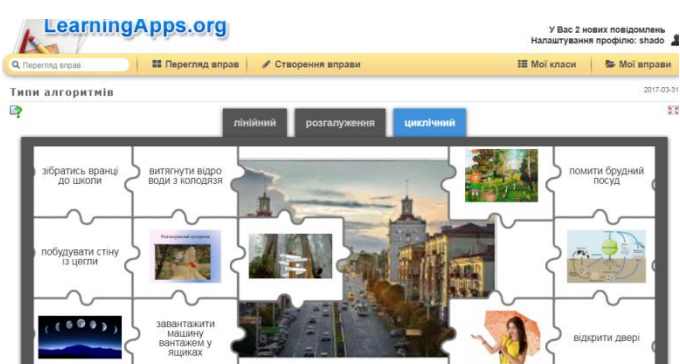 LearningApps.org
У Вас 2 нових повідомлень
Налаштування профілю: shado
Перегляд вправ
Перегляд вправ
Створення вправи
Мої класи
Мої вправи
Типи алгоритмів
2017-03-31
лінійний
розгалуження
циклічний
зібратись вранці
до школи
витягнути відро
води з колодязя
помити брудний
посуд
побудувати стіну
із цегли
завантажити
машину
вантажем у
ящиках
відкрити двері